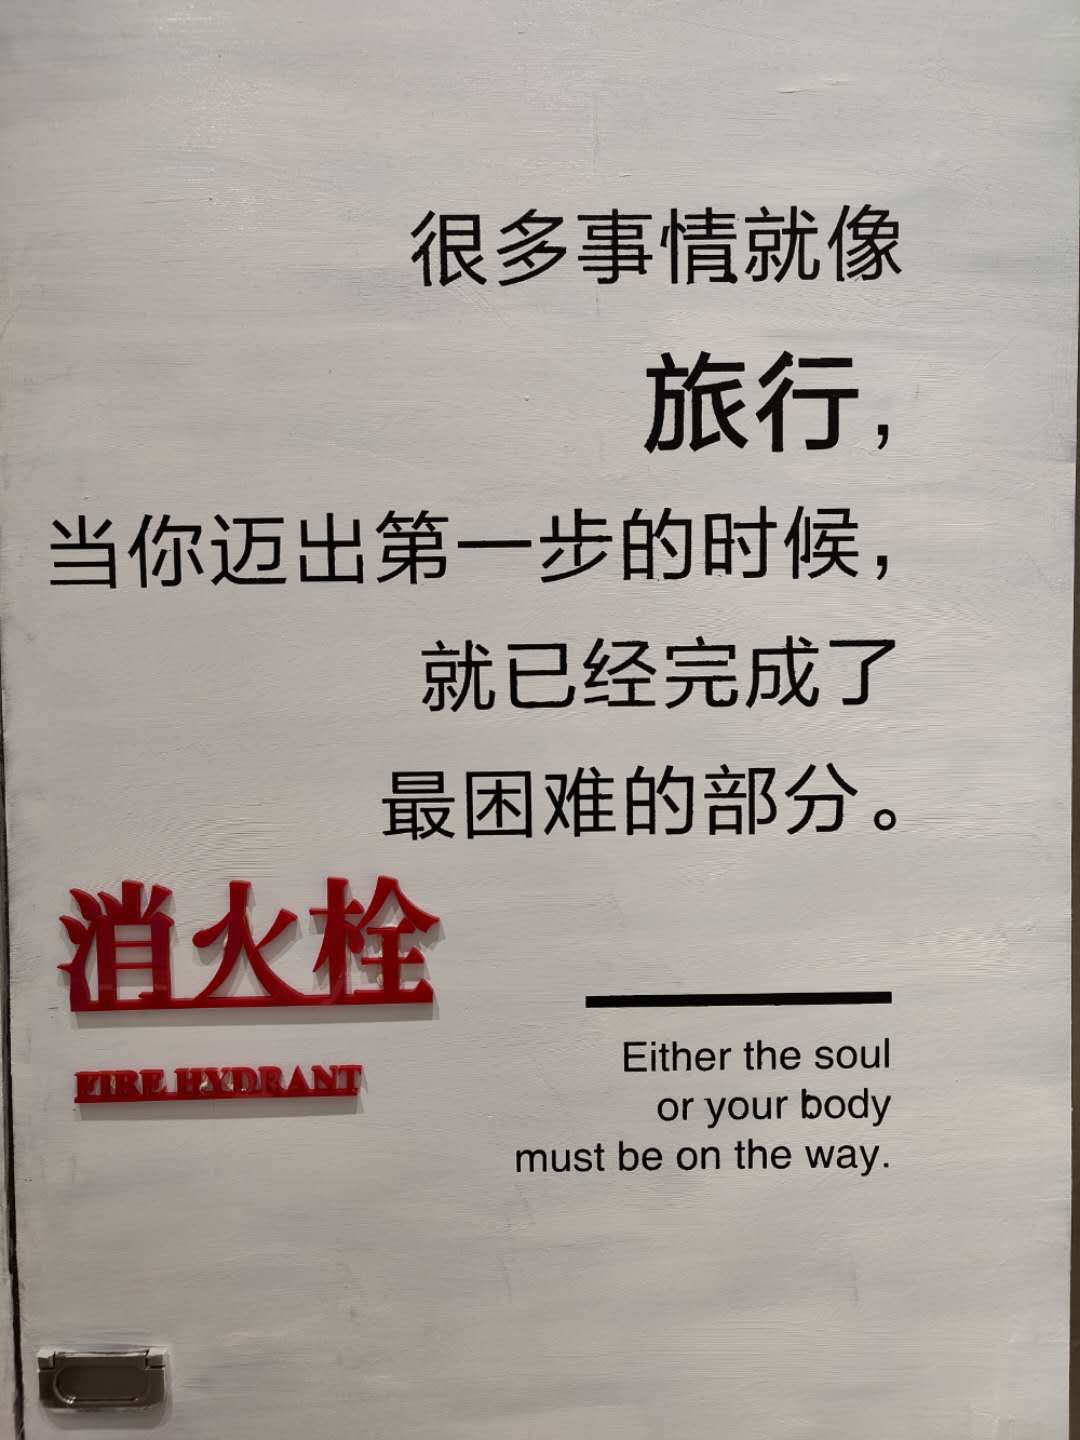 很多事情就像
旅行，
当你迈出第一步的时候，
就已经完成了
最困难的部分。
消火栓
FIRE HYDRANT
Either the soul
or your body
must be on the way.